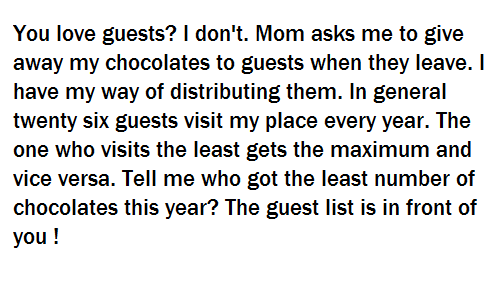 You love guests? I don't. Mom asks me to give
away my chocolates to guests when they leave. I
have my way of distributing them. In general
twenty six guests visit my place every year. The
one who visits the least gets the maximum and
vice versa. Tell me who got the least number of
chocolates this year? The guest list is in front of
you !